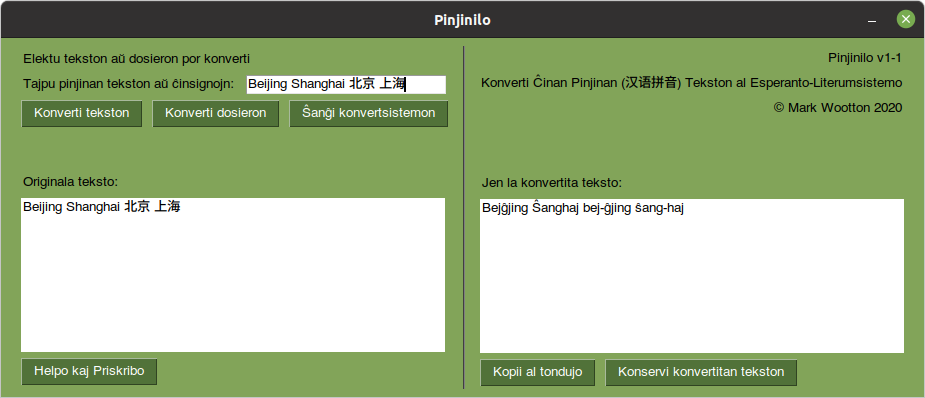 Pinjinilo
Elektu tekston aŭ dosieron por konverti
Tajpu pinjinan tekston aŭ ĉinsignojn: Beijing Shanghai 北京 上海
Konverti tekston Konverti dosieron Ŝanĝi konvertsistemon
Pinjinilo v1-1
Konverti Ĉinan Pinjinan (汉语拼音) Tekston al Esperanto-Literumsistemo
© Mark Wootton 2020
Originala teksto:
Beijing Shanghai 北京 上海
Helpo kaj Priskribo
Jen la konvertita teksto:
Bejĝjing Ŝanghaj bej-ĝjing ŝang-haj
Kopii al tondujo Konservi konvertitan tekston